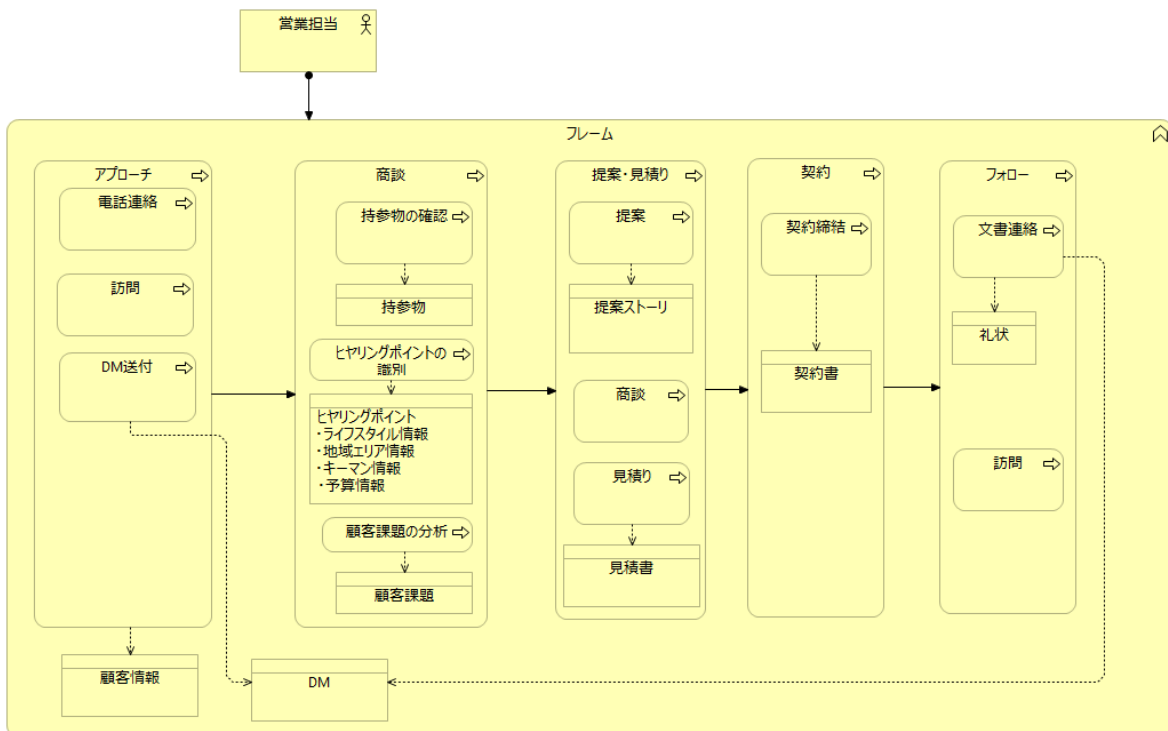 営業担当
フレーム
アプローチ
電話連絡
訪問
DM送付
顧客情報
商談
持参物の確認
持参物
ヒヤリングポイントの
識別
ヒヤリングポイント
・ライフスタイル情報
・地域エリア情報
・キーマン情報
・予算情報
顧客課題の分析
顧客課題
DM
提案・見積り
提案
提案ストーリ
商談
見積り
見積書
契約
契約締結
契約書
フォロー
文書連絡
礼状
訪問